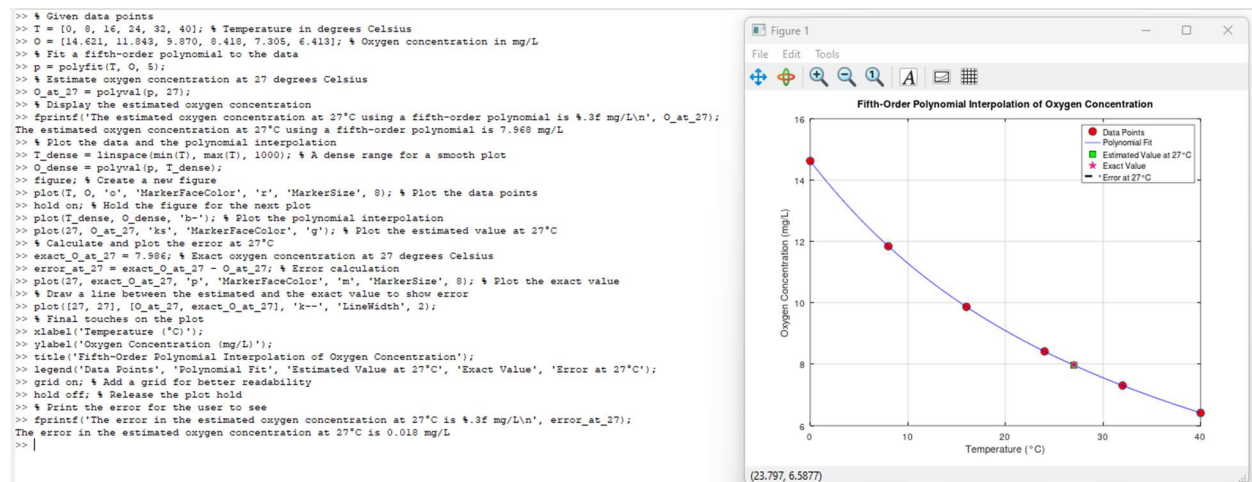 >> % Given data points
>> T = [0, 8, 16, 24, 32, 40]; % Temperature in degrees Celsius
>> O = [14.621, 11.843, 9.870, 8.418, 7.305, 6.413]; % Oxygen concentration in mg/L
>> % Fit a fifth-order polynomial to the data
>> p = polyfit(T, O, 5);
>> % Estimate oxygen concentration at 27 degrees Celsius
>> O_at_27 = polyval(p, 27);
>> % Display the estimated oxygen concentration
>> fprintf('The estimated oxygen concentration at 27°C using a fifth-order polynomial is %.3f mg/L\n', O_at_27);
The estimated oxygen concentration at 27°C using a fifth-order polynomial is 7.968 mg/L
>> % Plot the data and the polynomial interpolation
>> T_dense = linspace(min(T), max(T), 1000); % A dense range for a smooth plot
>> O_dense = polyval(p, T_dense);
>> figure; % Create a new figure
>> plot(T, O, 'o', 'MarkerFaceColor', 'r', 'MarkerSize', 8); % Plot the data points
>> hold on; % Hold the figure for the next plot
>> plot(T_dense, O_dense, 'b-'); % Plot the polynomial interpolation
>> plot(27, O_at_27, 'ks', 'MarkerFaceColor', 'g'); % Plot the estimated value at 27°C
>> % Calculate and plot the error at 27°C
>> exact_O_at_27 = 7.986; % Exact oxygen concentration at 27 degrees Celsius
>> error_at_27 = exact_O_at_27 - O_at_27; % Error calculation
>> plot(27, exact_O_at_27, 'p', 'MarkerFaceColor', 'm', 'MarkerSize', 8); % Plot the exact value
>> % Draw a line between the estimated and the exact value to show error
>> plot([27, 27], [O_at_27, exact_O_at_27], 'k--', 'LineWidth', 2);
>> % Final touches on the plot
>> xlabel('Temperature (°C)');
>> ylabel('Oxygen Concentration (mg/L)');
>> title('Fifth-Order Polynomial Interpolation of Oxygen Concentration');
>> legend('Data Points', 'Polynomial Fit', 'Estimated Value at 27°C', 'Exact Value', 'Error at 27°C');
>> grid on; % Add a grid for better readability
>> hold off; % Release the plot hold
>> % Print the error for the user to see
>> fprintf('The error in the estimated oxygen concentration at 27°C is %.3f mg/L\n', error_at_27);
The error in the estimated oxygen concentration at 27°C is 0.018 mg/L
>>
Figure 1
File Edit Tools
A
Fifth-Order Polynomial Interpolation of Oxygen Concentration
Data Points
Polynomial Fit
Estimated Value at 27°C
Exact Value
Error at 27°C
16
14
12
10
8
6
Oxygen Concentration (mg/L)
0 10 20 30 40
Temperature (°C)
(23.797, 6.5877)